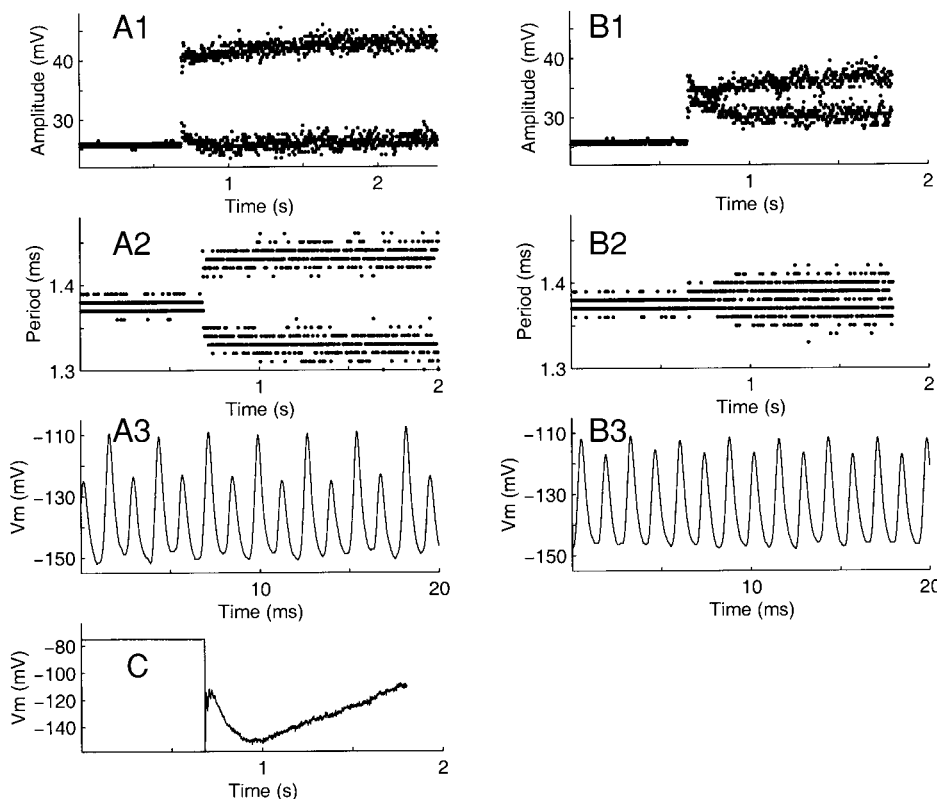 A1
Amplitude (mV)
40
30
1
2
Time (s)
B1
Amplitude (mV)
40
30
1
2
Time (s)
A2
Period (ms)
1.4
1.3
1
2
Time (s)
B2
Period (ms)
1.4
1.3
1
2
Time (s)
A3
Vm (mV)
-110
-130
-150
10
20
Time (ms)
B3
Vm (mV)
-110
-130
-150
10
20
Time (ms)
C
Vm (mV)
-80
-100
-120
-140
1
2
Time (s)